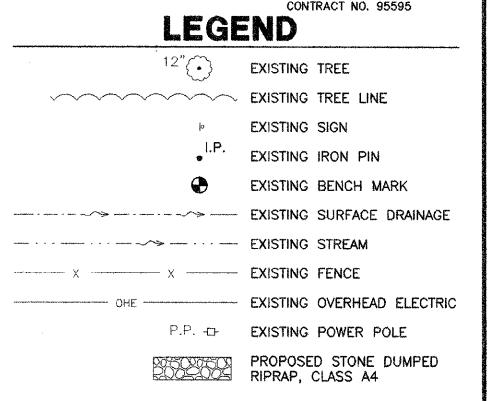 CONTRACT NO. 95595
LEGEND
12" EXISTING TREE
EXISTING TREE LINE
EXISTING SIGN
I.P. EXISTING IRON PIN
EXISTING BENCH MARK
EXISTING SURFACE DRAINAGE
EXISTING STREAM
X X EXISTING FENCE
OHE EXISTING OVERHEAD ELECTRIC
P.P. EXISTING POWER POLE
PROPOSED STONE DUMPED
RIPRAP, CLASS A4